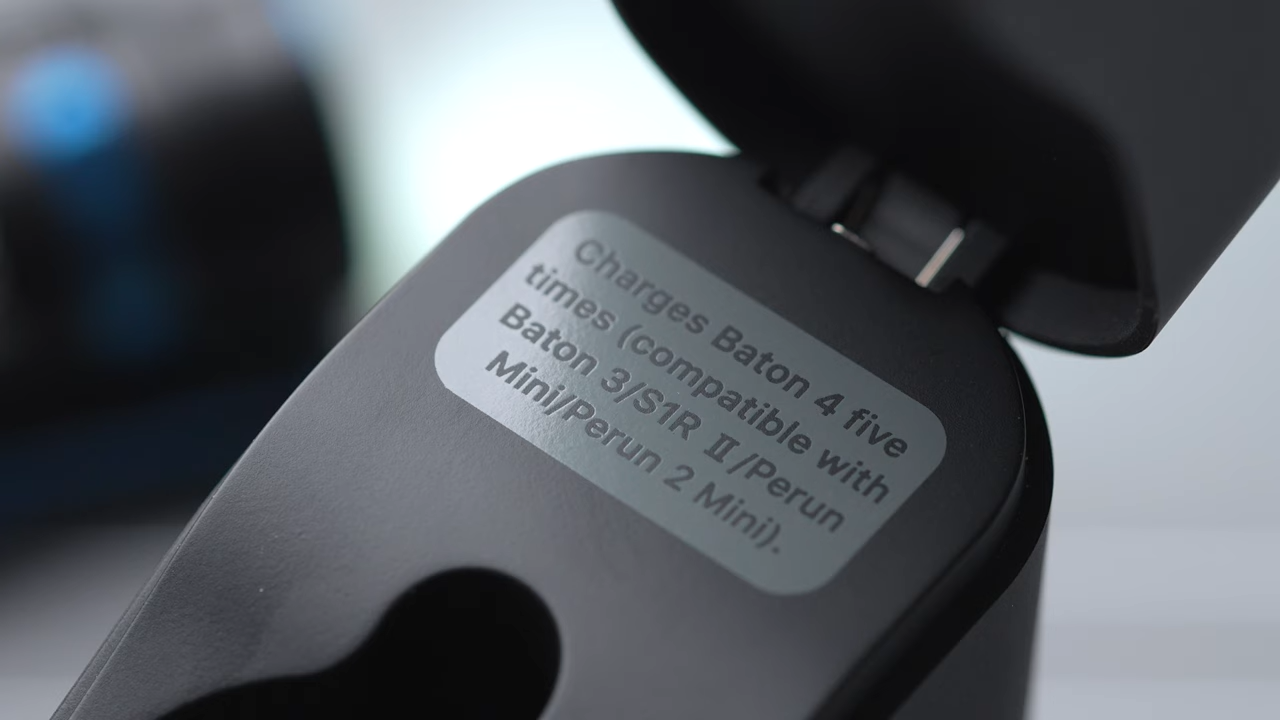 Charges Baton 4 five
times (compatible with
Baton 3/S1R Ⅱ/Perun
Mini/Perun 2 Mini).